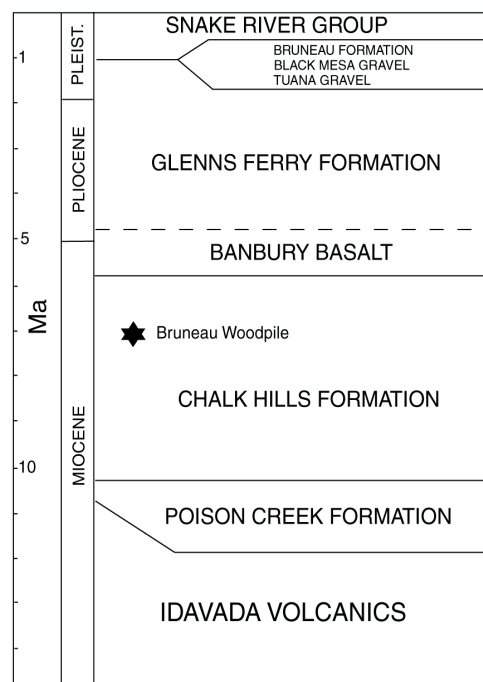 SNAKE RIVER GROUP
BRUNEAU FORMATION
BLACK MESA GRAVEL
TUANA GRAVEL
1
PLEIST.
GLENNS FERRY FORMATION
PLIOCENE
5
BANBURY BASALT
Ma
Bruneau Woodpile
CHALK HILLS FORMATION
MIOCENE
10
POISON CREEK FORMATION
IDAVADA VOLCANICS